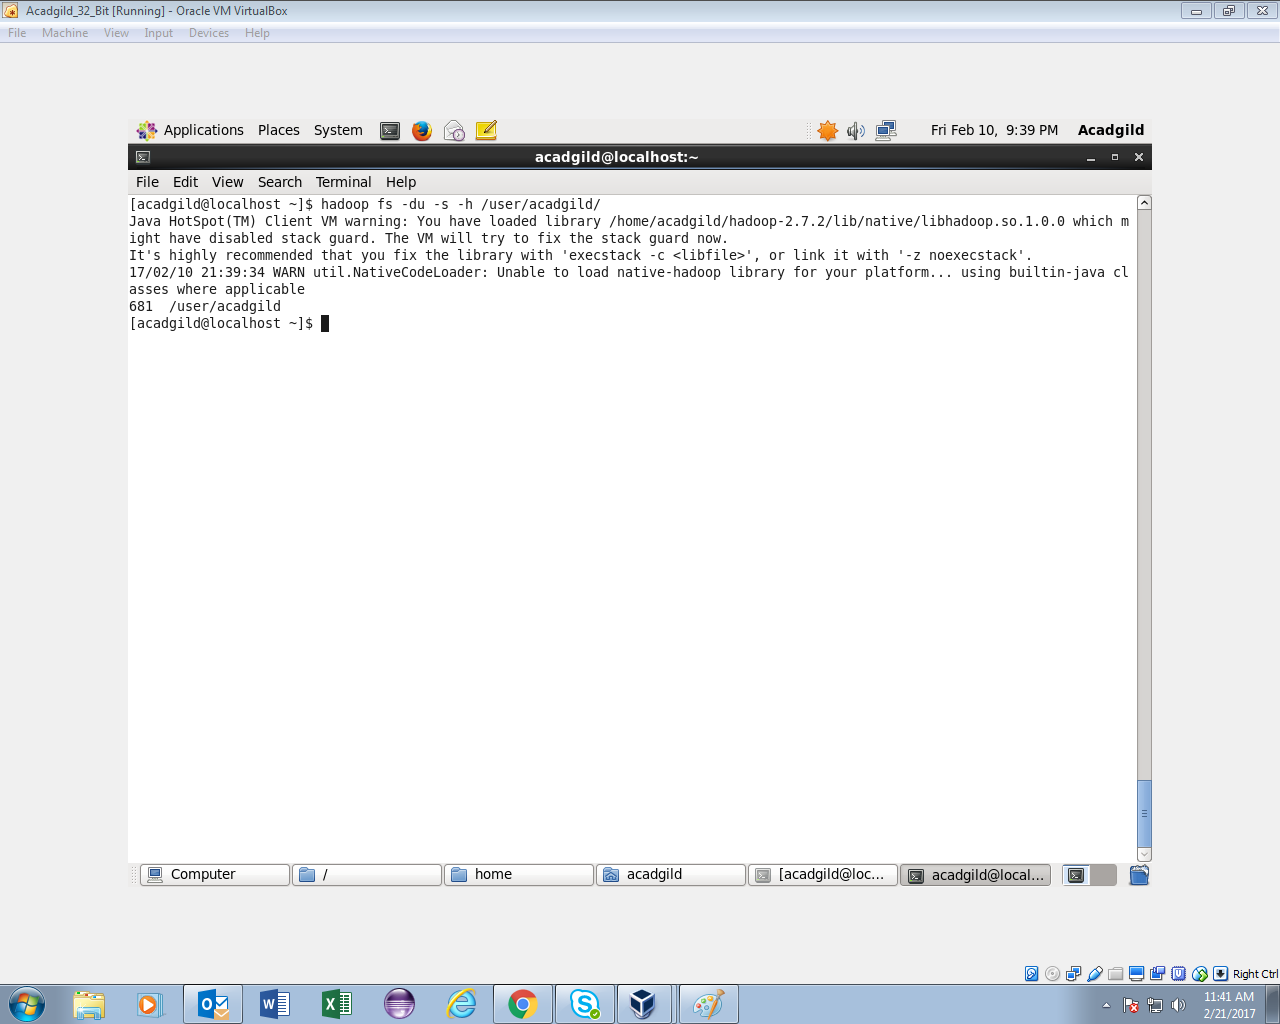 Acadgild_32_Bit [Running] - Oracle VM VirtualBox
File Machine View Input Devices Help
Applications Places System Fri Feb 10, 9:39 PM Acadgild
acadgild@localhost:~
File Edit View Search Terminal Help
[acadgild@localhost ~]$ hadoop fs -du -s -h /user/acadgild/
Java HotSpot(TM) Client VM warning: You have loaded library /home/acadgild/hadoop-2.7.2/lib/native/libhadoop.so.1.0.0 which m
ight have disabled stack guard. The VM will try to fix the stack guard now.
It's highly recommended that you fix the library with 'execstack -c <libfile>', or link it with '-z noexecstack'.
17/02/10 21:39:34 WARN util.NativeCodeLoader: Unable to load native-hadoop library for your platform... using builtin-java cl
asses where applicable
681  /user/acadgild
[acadgild@localhost ~]$
Computer / home acadgild [acadgild@loc... acadgild@local...
Right Ctrl
11:41 AM
2/21/2017